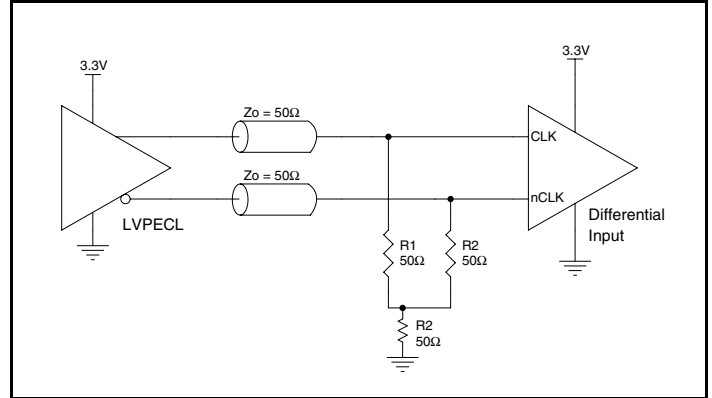 3.3V
3.3V
Zo = 50Ω
CLK
Zo = 50Ω
nCLK
LVPECL
Differential
Input
R1
50Ω
R2
50Ω
R2
50Ω